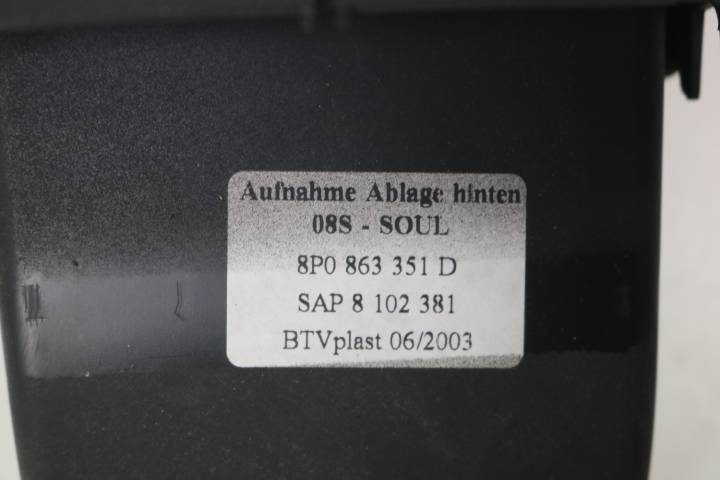 Aufnahme Ablage hinten
08S - SOUL
8P0 863 351 D
SAP 8 102 381
BTVplast 06/2003